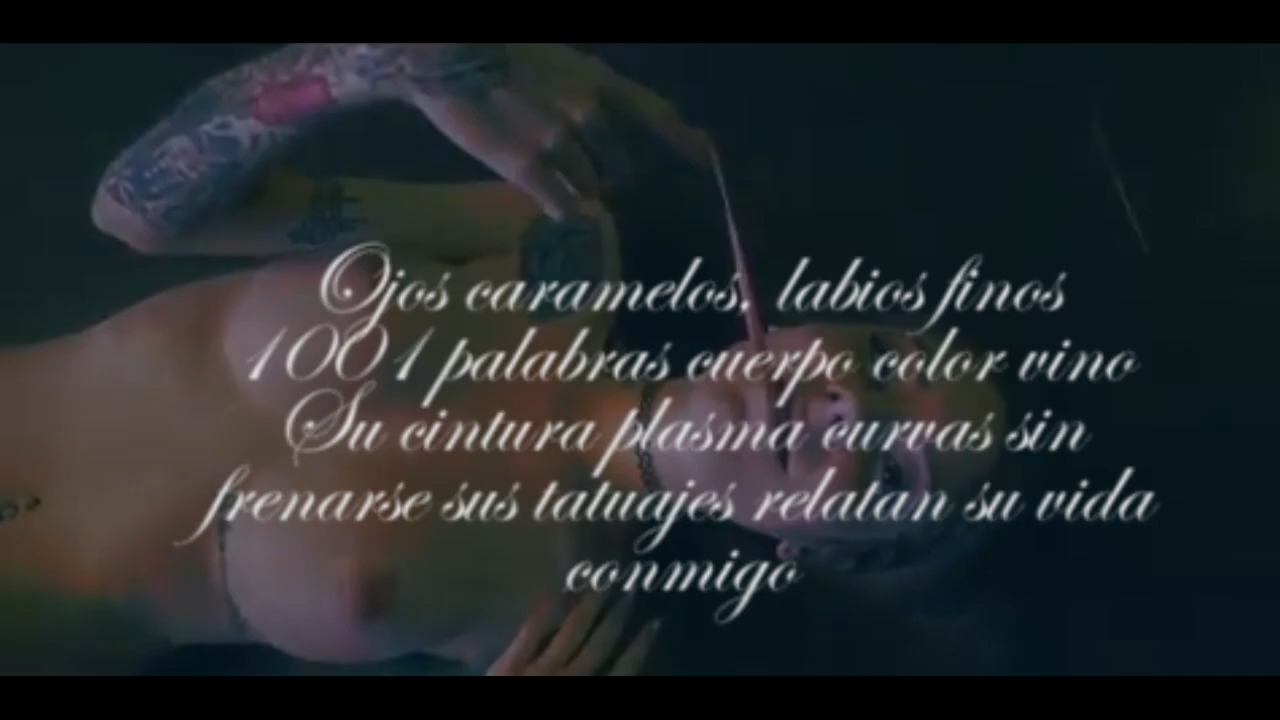 Ojos caramelos, labios finos
1001 palabras cuerpo color vino
Su cintura plasma curvas sin
frenarse sus tatuajes relatan su vida
conmigo